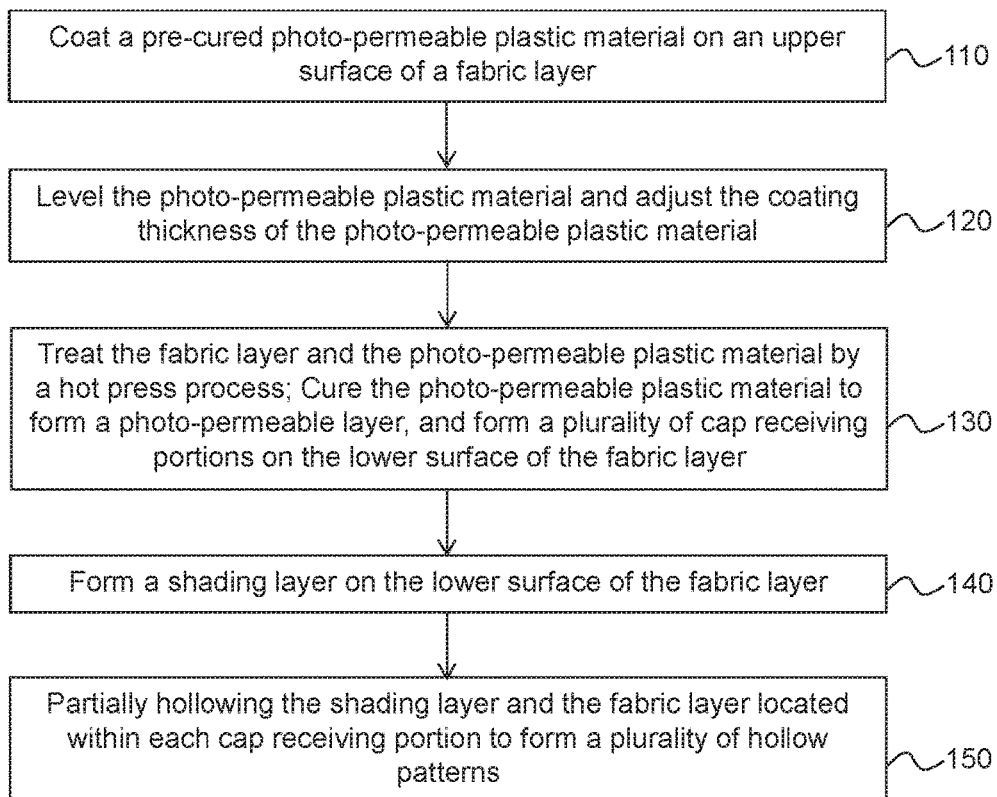 Coat a pre-cured photo-permeable plastic material on an upper
surface of a fabric layer
110
Level the photo-permeable plastic material and adjust the coating
thickness of the photo-permeable plastic material
120
Treat the fabric layer and the photo-permeable plastic material by
a hot press process; Cure the photo-permeable plastic material to
form a photo-permeable layer, and form a plurality of cap receiving
portions on the lower surface of the fabric layer
130
Form a shading layer on the lower surface of the fabric layer
140
Partially hollowing the shading layer and the fabric layer located
within each cap receiving portion to form a plurality of hollow
patterns
150